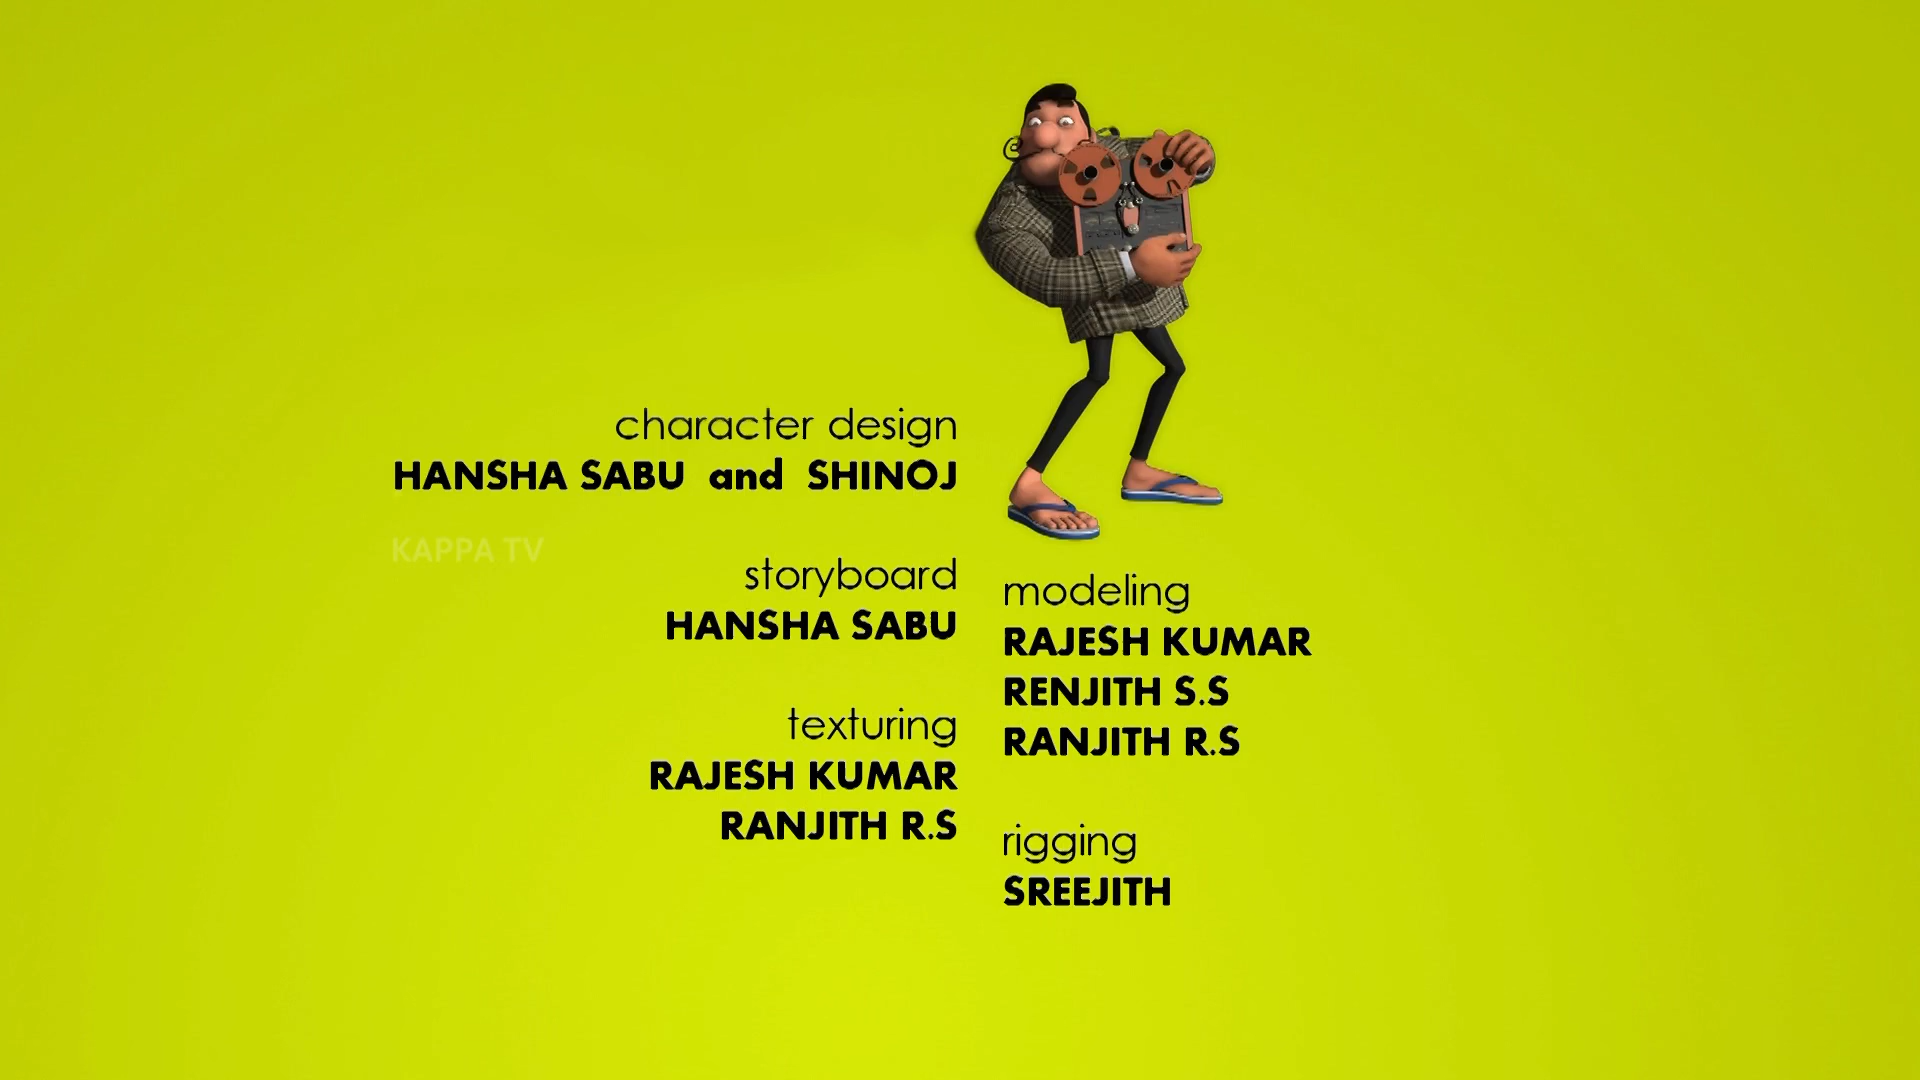 character design
HANSHA SABU and SHINOJ
KAPPA TV
storyboard
HANSHA SABU
texturing
RAJESH KUMAR
RANJITH R.S
modeling
RAJESH KUMAR
RENJITH S.S
RANJITH R.S
rigging
SREEJITH